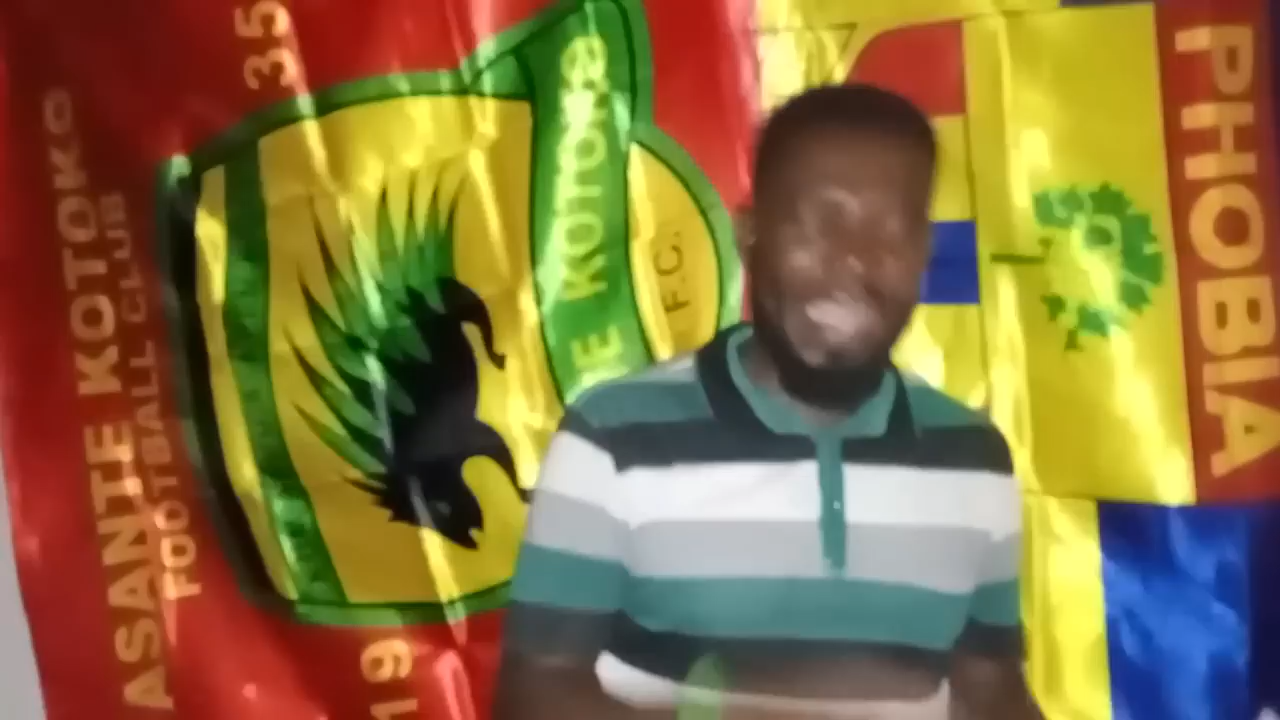 ASANTE KOTOKO
FOOTBALL CLUB
19
35
KOTOKO
F.C.
PHOBIA